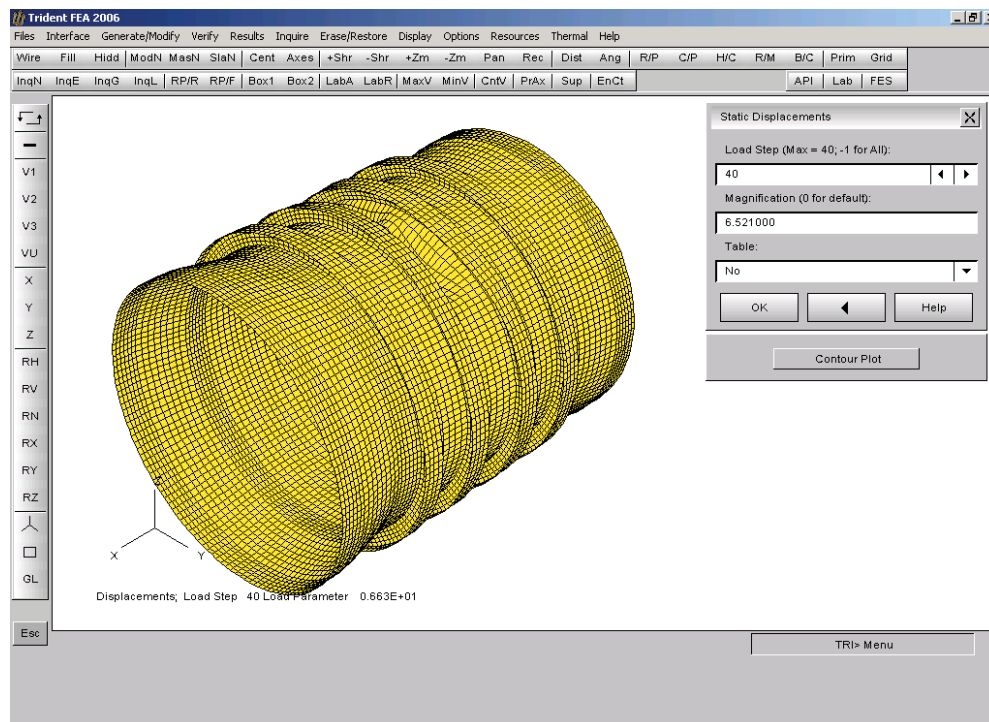 Trident FEA 2006
Files Interface Generate/Modify Verify Results Inquire Erase/Restore Display Options Resources Thermal Help
Wire Fill Hidd ModN MasN SlaN Cent Axes +Shr -Shr +Zm -Zm Pan Rec Dist Ang R/P C/P H/C R/M B/C Prim Grid
InqN InqE InqG InqL RP/R RP/F Box1 Box2 LabA LabR MaxV MinV CntV PrAx Sup EnCt API Lab FES
V1
V2
V3
VU
X
Y
Z
RH
RV
RN
RX
RY
RZ
GL
Esc
X Y
Displacements; Load Step 40 Load Parameter 0.663E+01
Static Displacements
Load Step (Max = 40; -1 for All):
40
Magnification (0 for default):
6.521000
Table:
No
OK Help
Contour Plot
TRI> Menu